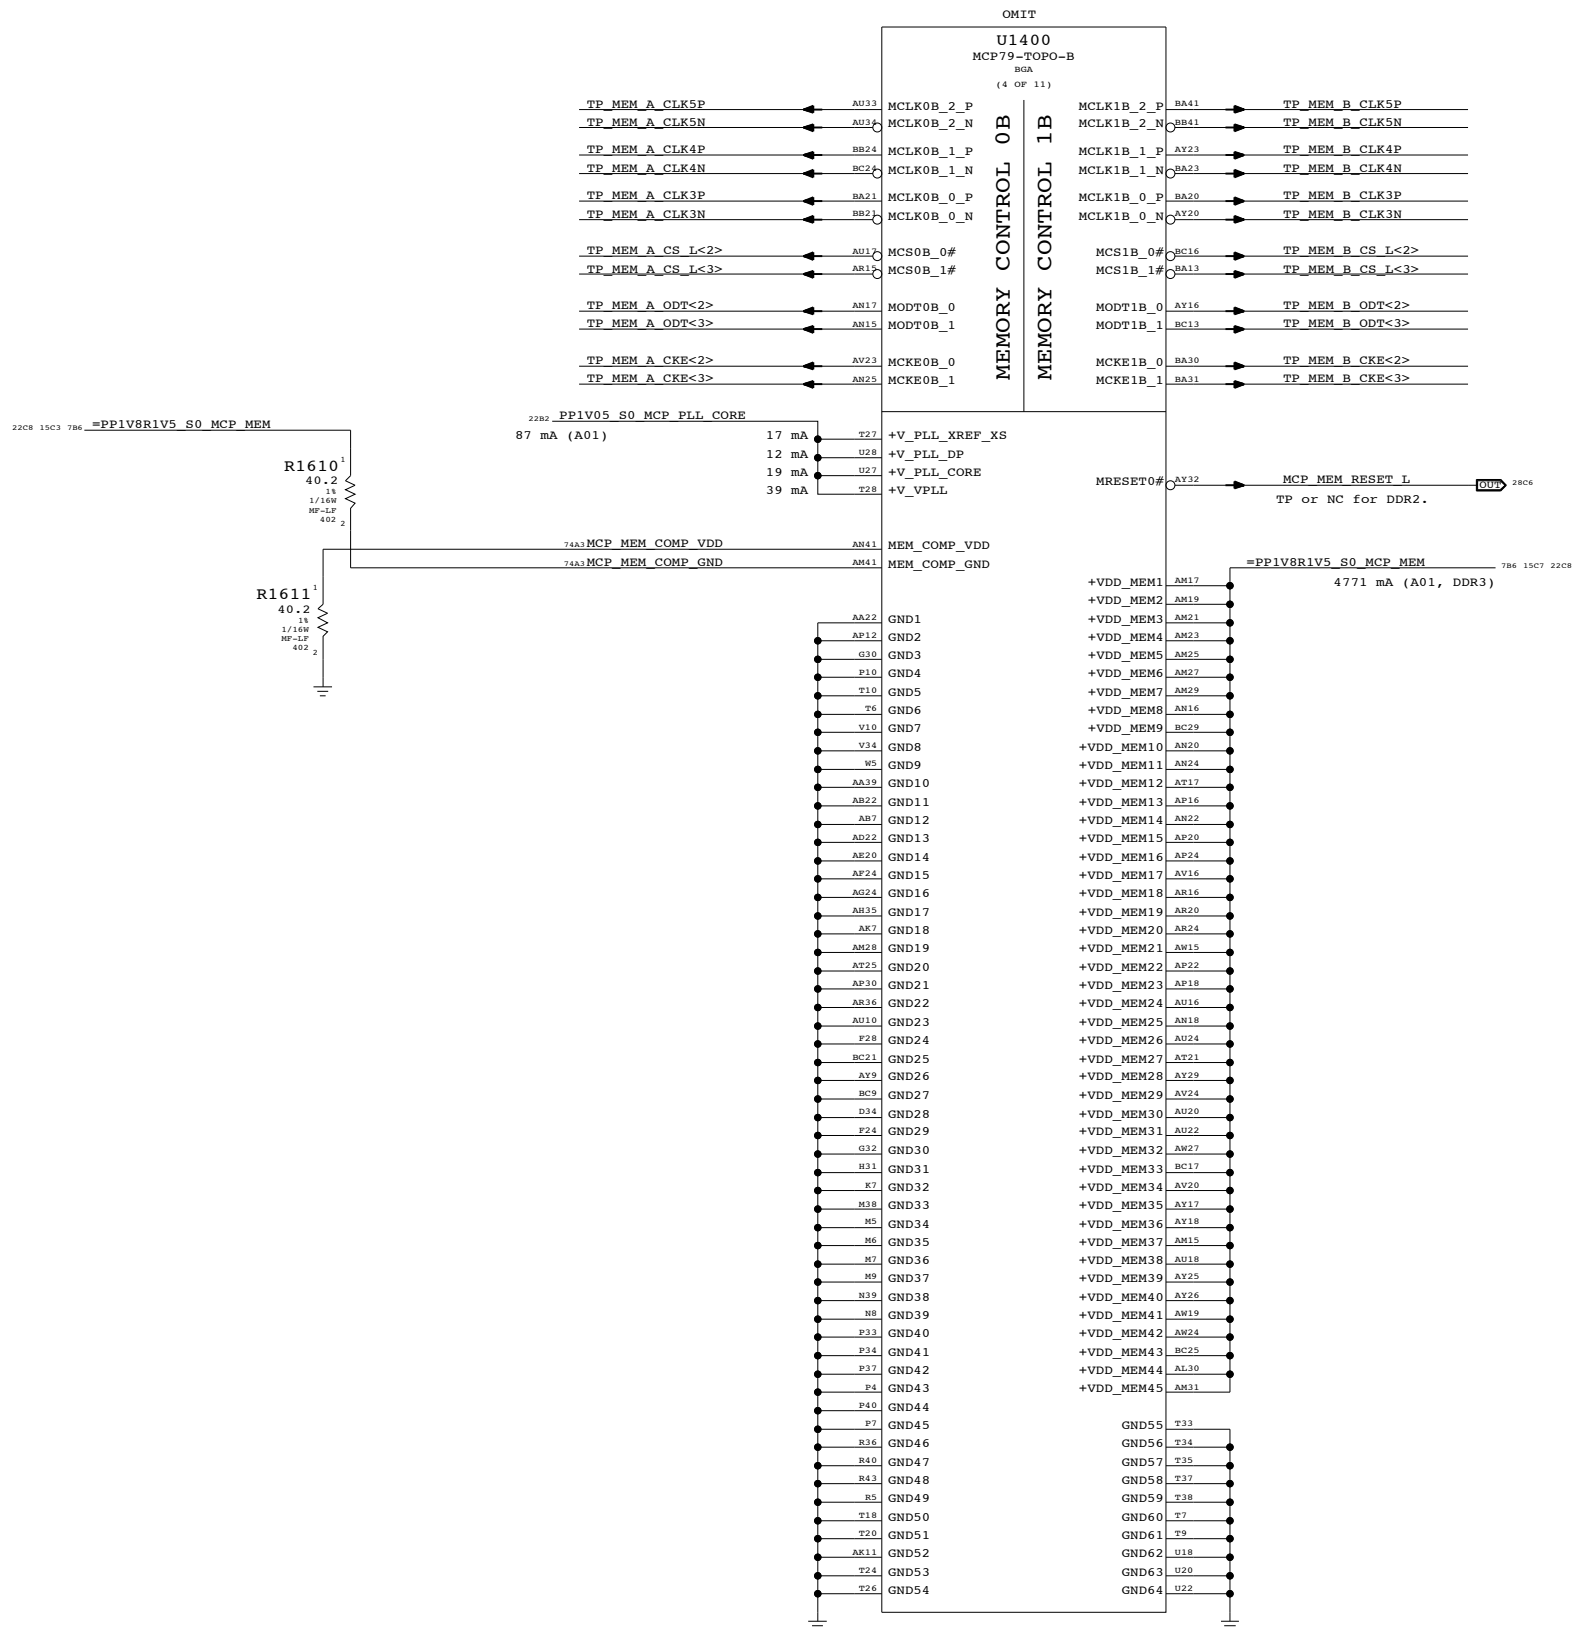 OMIT
U1400
MCP79-TOPO-B
BGA
(4 OF 11)
MEMORY CONTROL 0B
MEMORY CONTROL 1B
TP_MEM_A_CLK5P AU33 MCLK0B_2_P MCLK1B_2_P BA41 TP_MEM_B_CLK5P
TP_MEM_A_CLK5N AU34 MCLK0B_2_N MCLK1B_2_N BB41 TP_MEM_B_CLK5N
TP_MEM_A_CLK4P BB24 MCLK0B_1_P MCLK1B_1_P AY23 TP_MEM_B_CLK4P
TP_MEM_A_CLK4N BC24 MCLK0B_1_N MCLK1B_1_N BA23 TP_MEM_B_CLK4N
TP_MEM_A_CLK3P BA21 MCLK0B_0_P MCLK1B_0_P BA20 TP_MEM_B_CLK3P
TP_MEM_A_CLK3N BB21 MCLK0B_0_N MCLK1B_0_N AY20 TP_MEM_B_CLK3N
TP_MEM_A_CS_L<2> AU17 MCS0B_0# MCS1B_0# BC16 TP_MEM_B_CS_L<2>
TP_MEM_A_CS_L<3> AR15 MCS0B_1# MCS1B_1# BA13 TP_MEM_B_CS_L<3>
TP_MEM_A_ODT<2> AN17 MODT0B_0 MODT1B_0 AY16 TP_MEM_B_ODT<2>
TP_MEM_A_ODT<3> AN15 MODT0B_1 MODT1B_1 BC13 TP_MEM_B_ODT<3>
TP_MEM_A_CKE<2> AV23 MCKE0B_0 MCKE1B_0 BA30 TP_MEM_B_CKE<2>
TP_MEM_A_CKE<3> AN25 MCKE0B_1 MCKE1B_1 BA31 TP_MEM_B_CKE<3>
22C8 15C3 7B6 =PP1V8R1V5_S0_MCP_MEM
22B2 PP1V05_S0_MCP_PLL_CORE
87 mA (A01)
17 mA T27 +V_PLL_XREF_XS
12 mA U28 +V_PLL_DP
19 mA U27 +V_PLL_CORE
39 mA T28 +V_VPLL
R1610 1
40.2
1%
1/16W
MF-LF
402 2
MRESET0# AY32 MCP_MEM_RESET_L OUT 28C6
TP or NC for DDR2.
74A3 MCP_MEM_COMP_VDD AN41 MEM_COMP_VDD
74A3 MCP_MEM_COMP_GND AM41 MEM_COMP_GND
R1611 1
40.2
1%
1/16W
MF-LF
402 2
=PP1V8R1V5_S0_MCP_MEM 7B6 15C7 22C8
4771 mA (A01, DDR3)
+VDD_MEM1 AM17
+VDD_MEM2 AM19
AA22 GND1 +VDD_MEM3 AM21
AP12 GND2 +VDD_MEM4 AM23
G30 GND3 +VDD_MEM5 AM25
P10 GND4 +VDD_MEM6 AM27
T10 GND5 +VDD_MEM7 AM29
T6 GND6 +VDD_MEM8 AN16
V10 GND7 +VDD_MEM9 BC29
V34 GND8 +VDD_MEM10 AN20
W5 GND9 +VDD_MEM11 AN24
AA39 GND10 +VDD_MEM12 AT17
AB22 GND11 +VDD_MEM13 AP16
AB7 GND12 +VDD_MEM14 AN22
AD22 GND13 +VDD_MEM15 AP20
AE20 GND14 +VDD_MEM16 AP24
AF24 GND15 +VDD_MEM17 AV16
AG24 GND16 +VDD_MEM18 AR16
AH35 GND17 +VDD_MEM19 AR20
AK7 GND18 +VDD_MEM20 AR24
AM28 GND19 +VDD_MEM21 AW15
AT25 GND20 +VDD_MEM22 AP22
AP30 GND21 +VDD_MEM23 AP18
AR36 GND22 +VDD_MEM24 AU16
AU10 GND23 +VDD_MEM25 AN18
F28 GND24 +VDD_MEM26 AU24
BC21 GND25 +VDD_MEM27 AT21
AY9 GND26 +VDD_MEM28 AY29
BC9 GND27 +VDD_MEM29 AV24
D34 GND28 +VDD_MEM30 AU20
F24 GND29 +VDD_MEM31 AU22
G32 GND30 +VDD_MEM32 AW27
H31 GND31 +VDD_MEM33 BC17
K7 GND32 +VDD_MEM34 AV20
M38 GND33 +VDD_MEM35 AY17
M5 GND34 +VDD_MEM36 AY18
M6 GND35 +VDD_MEM37 AM15
M7 GND36 +VDD_MEM38 AU18
M9 GND37 +VDD_MEM39 AY25
N39 GND38 +VDD_MEM40 AY26
N8 GND39 +VDD_MEM41 AW19
P33 GND40 +VDD_MEM42 AW24
P34 GND41 +VDD_MEM43 BC25
P37 GND42 +VDD_MEM44 AL30
P4 GND43 +VDD_MEM45 AM31
P40 GND44
P7 GND45 GND55 T33
R36 GND46 GND56 T34
R40 GND47 GND57 T35
R43 GND48 GND58 T37
R5 GND49 GND59 T38
T18 GND50 GND60 T7
T20 GND51 GND61 T9
AK11 GND52 GND62 U18
T24 GND53 GND63 U20
T26 GND54 GND64 U22